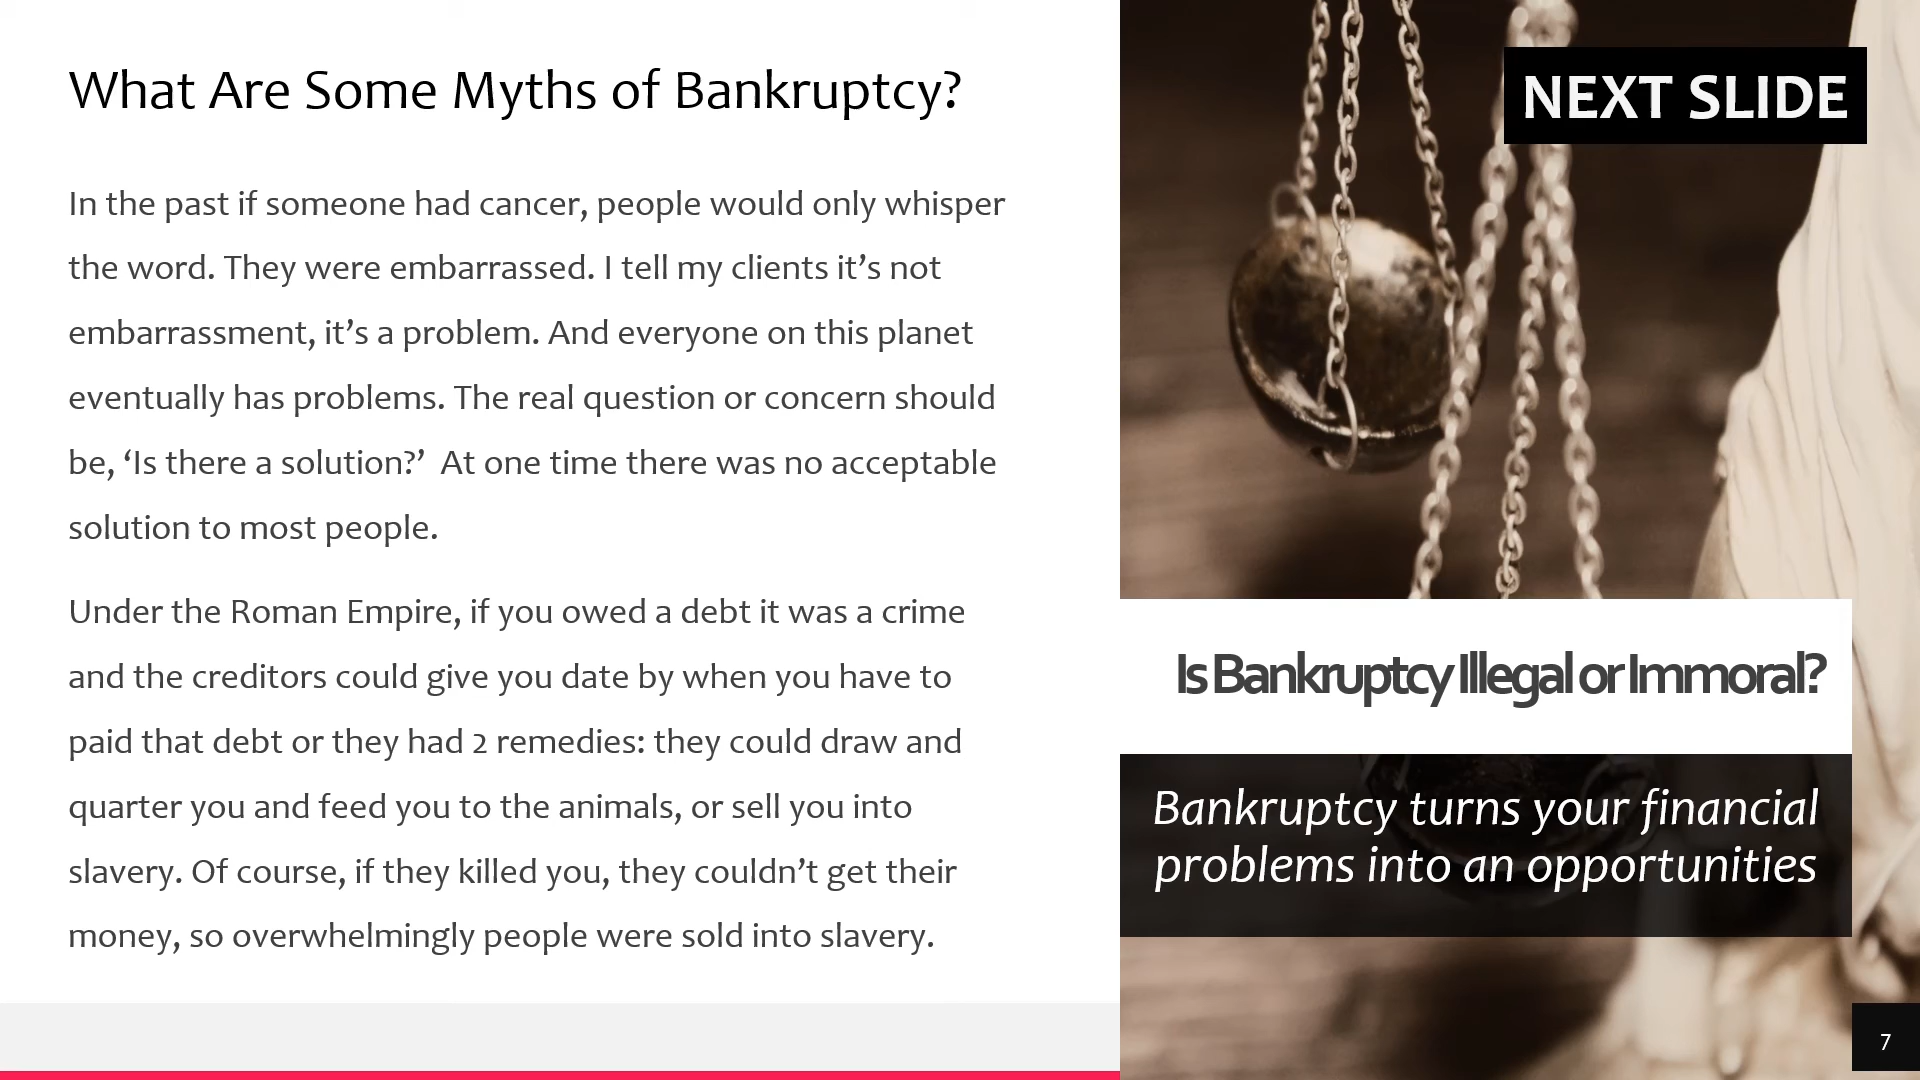 What Are Some Myths of Bankruptcy?
In the past if someone had cancer, people would only whisper
the word. They were embarrassed. I tell my clients it’s not
embarrassment, it’s a problem. And everyone on this planet
eventually has problems. The real question or concern should
be, ‘Is there a solution?’  At one time there was no acceptable
solution to most people.
Under the Roman Empire, if you owed a debt it was a crime
and the creditors could give you date by when you have to
paid that debt or they had 2 remedies: they could draw and
quarter you and feed you to the animals, or sell you into
slavery. Of course, if they killed you, they couldn’t get their
money, so overwhelmingly people were sold into slavery.
NEXT SLIDE
Is Bankruptcy Illegal or Immoral?
Bankruptcy turns your financial
problems into an opportunities
7